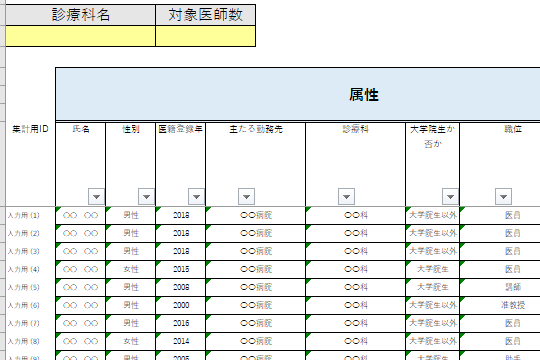 診療科名 対象医師数
属性
集計用ID 氏名 性別 医籍登録年 主たる勤務先 診療科 大学院生か否か 職位
入力用 (1) 〇〇 〇〇 男性 2018 〇〇病院 〇〇科 大学院生以外 医員
入力用 (2) 〇〇 〇〇 男性 2018 〇〇病院 〇〇科 大学院生以外 医員
入力用 (3) 〇〇 〇〇 男性 2018 〇〇病院 〇〇科 大学院生以外 医員
入力用 (4) 〇〇 〇〇 女性 2015 〇〇病院 〇〇科 大学院生 医員
入力用 (5) 〇〇 〇〇 男性 2008 〇〇病院 〇〇科 大学院生 講師
入力用 (6) 〇〇 〇〇 男性 2000 〇〇病院 〇〇科 大学院生以外 准教授
入力用 (7) 〇〇 〇〇 男性 2016 〇〇病院 〇〇科 大学院生以外 医員
入力用 (8) 〇〇 〇〇 女性 2014 〇〇病院 〇〇科 大学院生以外 医員
入力用 (9) 〇〇 〇〇 男性 〇〇病院 〇〇科 大学院生 助手